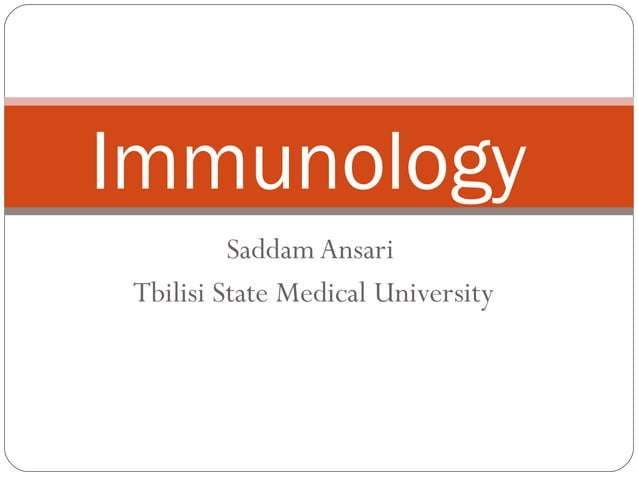 Immunology
Saddam Ansari
Tbilisi State Medical University